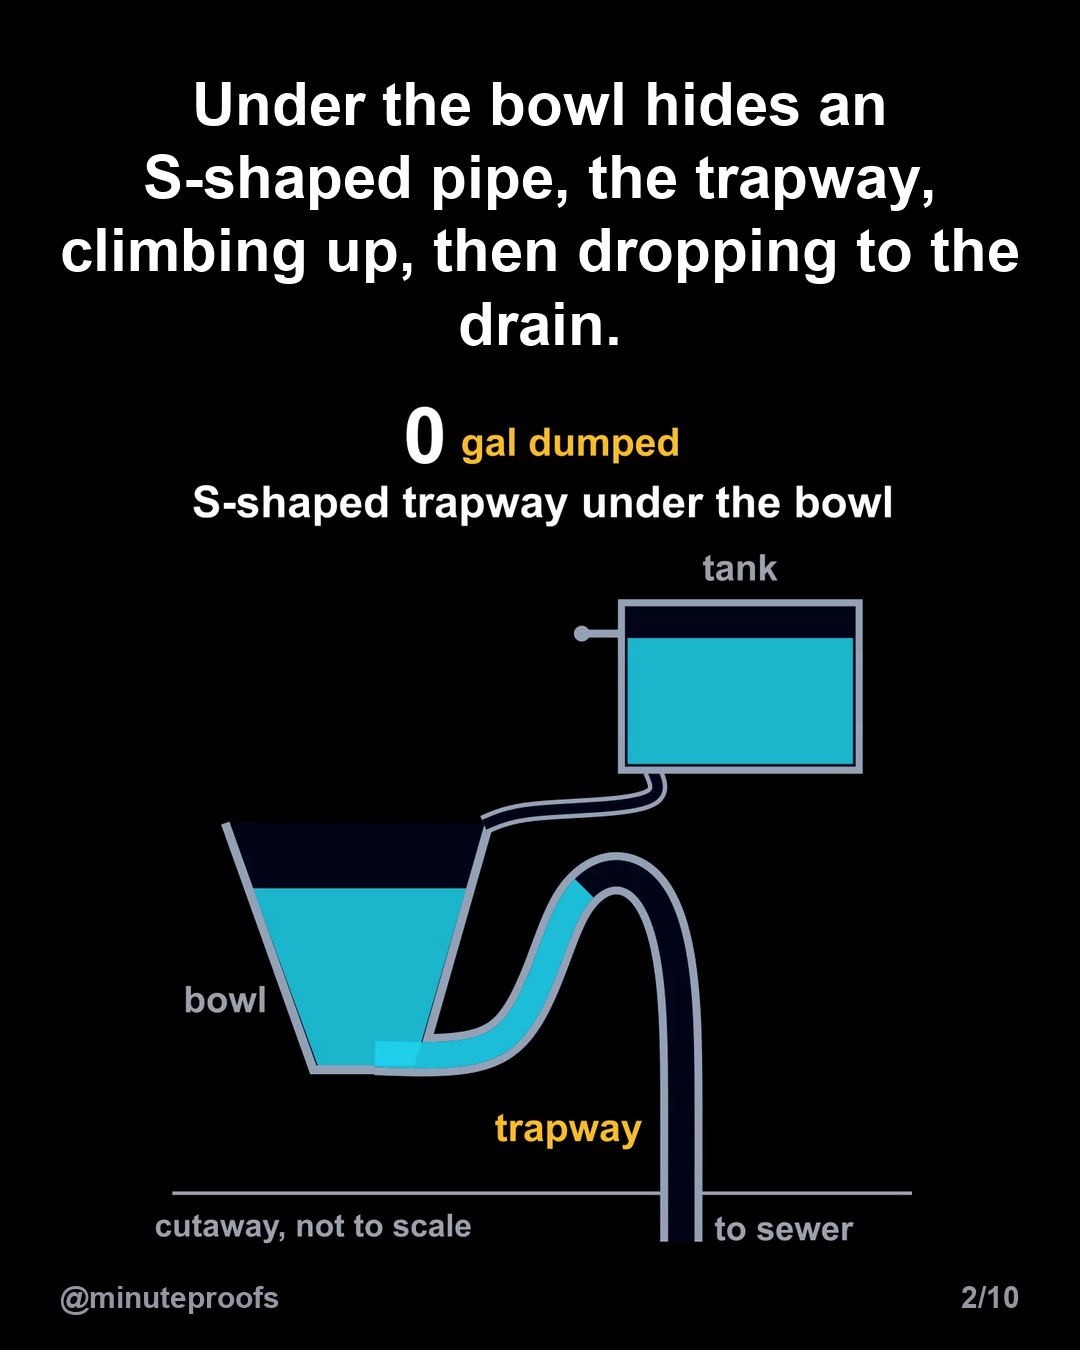 Under the bowl hides an
S-shaped pipe, the trapway,
climbing up, then dropping to the
drain.
0 gal dumped
S-shaped trapway under the bowl
tank
bowl
trapway
cutaway, not to scale
to sewer
@minuteproofs
2/10